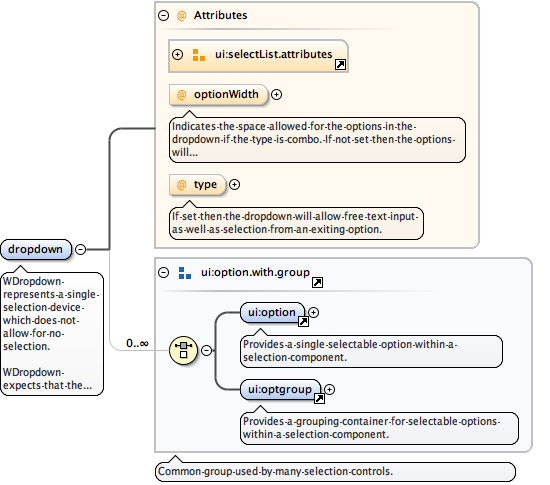 @ Attributes
ui:selectList.attributes
@ optionWidth
Indicates-the-space-allowed-for-the-options-in-the-
dropdown-if-the-type-is-combo.-If-not-set-then-the-options-
will...
@ type
If-set-then-the-dropdown-will-allow-free-text-input-
as-well-as-selection-from-an-exiting-option.
dropdown
WDropdown-
represents-a-single-
selection-device-
which-does-not-
allow-for-no-
selection.
WDropdown-
expects-that-the...
ui:option.with.group
0..∞
ui:option
Provides-a-single-selectable-option-within-a-
selection-component.
ui:optgroup
Provides-a-grouping-container-for-selectable-options-
within-a-selection-component.
Common-group-used-by-many-selection-controls.